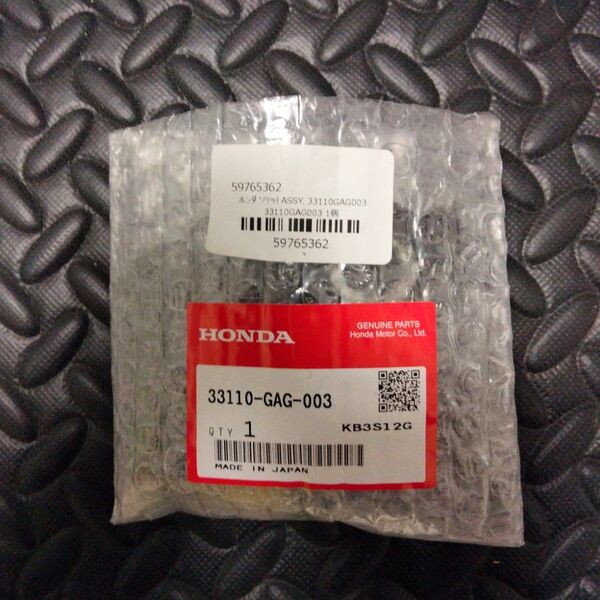 59765362
ホンダ ソケットASSY. 33110GAG003
33110GAG003 1個
59765362
HONDA
GENUINE PARTS
Honda Motor Co., Ltd.
33110-GAG-003
QTY 1
KB3S12G
MADE IN JAPAN